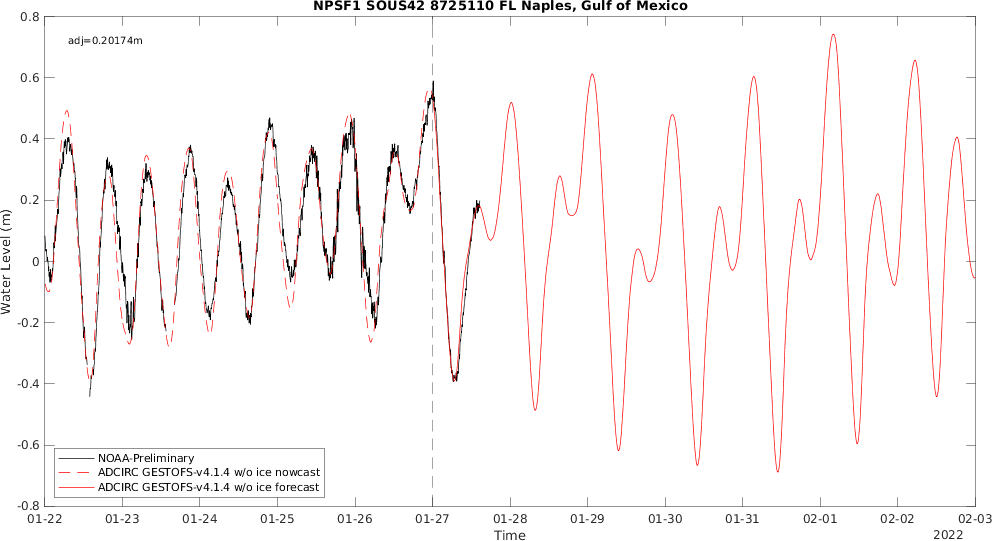 NPSF1 SOUS42 8725110 FL Naples, Gulf of Mexico
adj=0.20174m
0.8
0.6
0.4
0.2
0
-0.2
-0.4
-0.6
-0.8
Water Level (m)
NOAA-Preliminary
ADCIRC GESTOFS-v4.1.4 w/o ice nowcast
ADCIRC GESTOFS-v4.1.4 w/o ice forecast
01-22 01-23 01-24 01-25 01-26 01-27 01-28 01-29 01-30 01-31 02-01 02-02 02-03
Time
2022